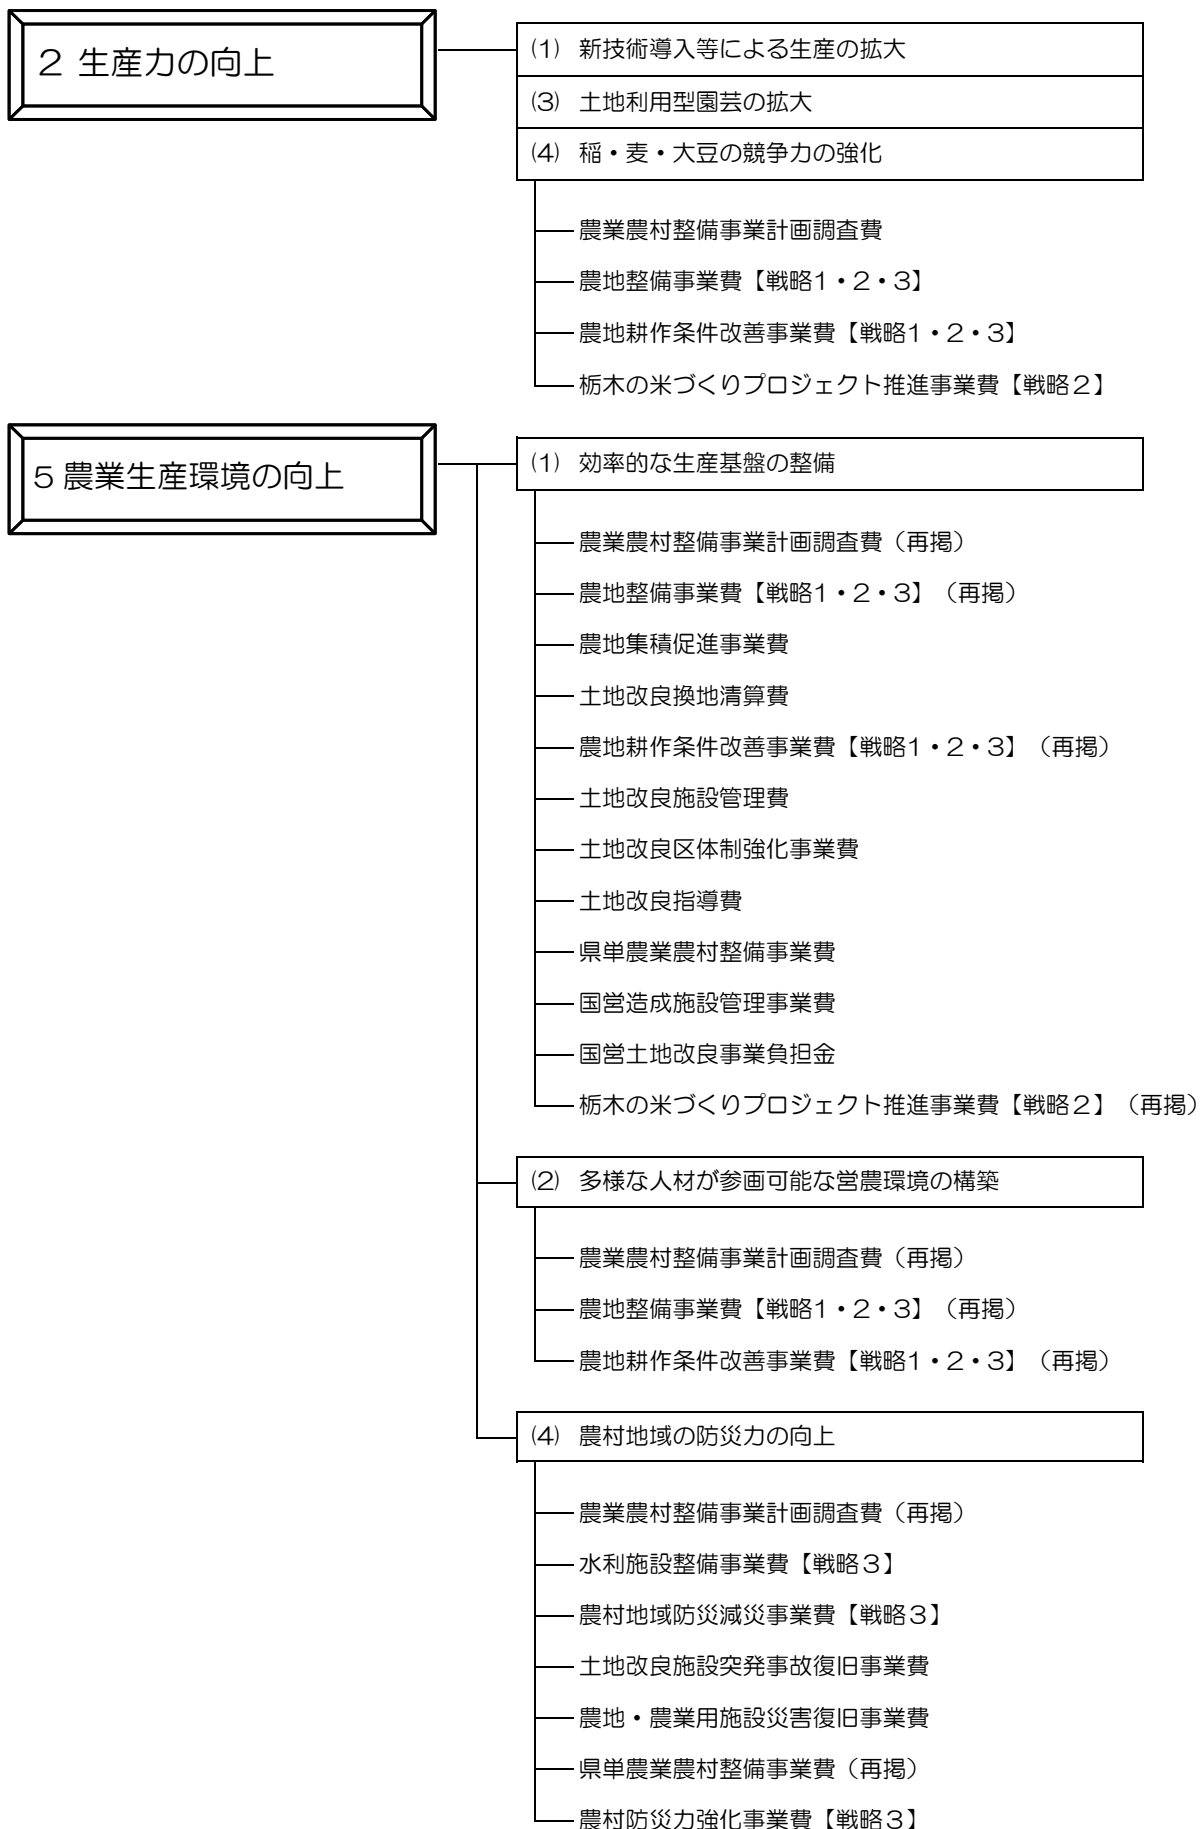 2 生産力の向上
⑴ 新技術導入等による生産の拡大
⑶ 土地利用型園芸の拡大
⑷ 稲・麦・大豆の競争力の強化
農業農村整備事業計画調査費
農地整備事業費【戦略1・2・3】
農地耕作条件改善事業費【戦略1・2・3】
栃木の米づくりプロジェクト推進事業費【戦略2】
5 農業生産環境の向上
⑴ 効率的な生産基盤の整備
農業農村整備事業計画調査費（再掲）
農地整備事業費【戦略1・2・3】（再掲）
農地集積促進事業費
土地改良換地清算費
農地耕作条件改善事業費【戦略1・2・3】（再掲）
土地改良施設管理費
土地改良区体制強化事業費
土地改良指導費
県単農業農村整備事業費
国営造成施設管理事業費
国営土地改良事業負担金
栃木の米づくりプロジェクト推進事業費【戦略2】（再掲）
⑵ 多様な人材が参画可能な営農環境の構築
農業農村整備事業計画調査費（再掲）
農地整備事業費【戦略1・2・3】（再掲）
農地耕作条件改善事業費【戦略1・2・3】（再掲）
⑷ 農村地域の防災力の向上
農業農村整備事業計画調査費（再掲）
水利施設整備事業費【戦略3】
農村地域防災減災事業費【戦略3】
土地改良施設突発事故復旧事業費
農地・農業用施設災害復旧事業費
県単農業農村整備事業費（再掲）
農村防災力強化事業費【戦略3】